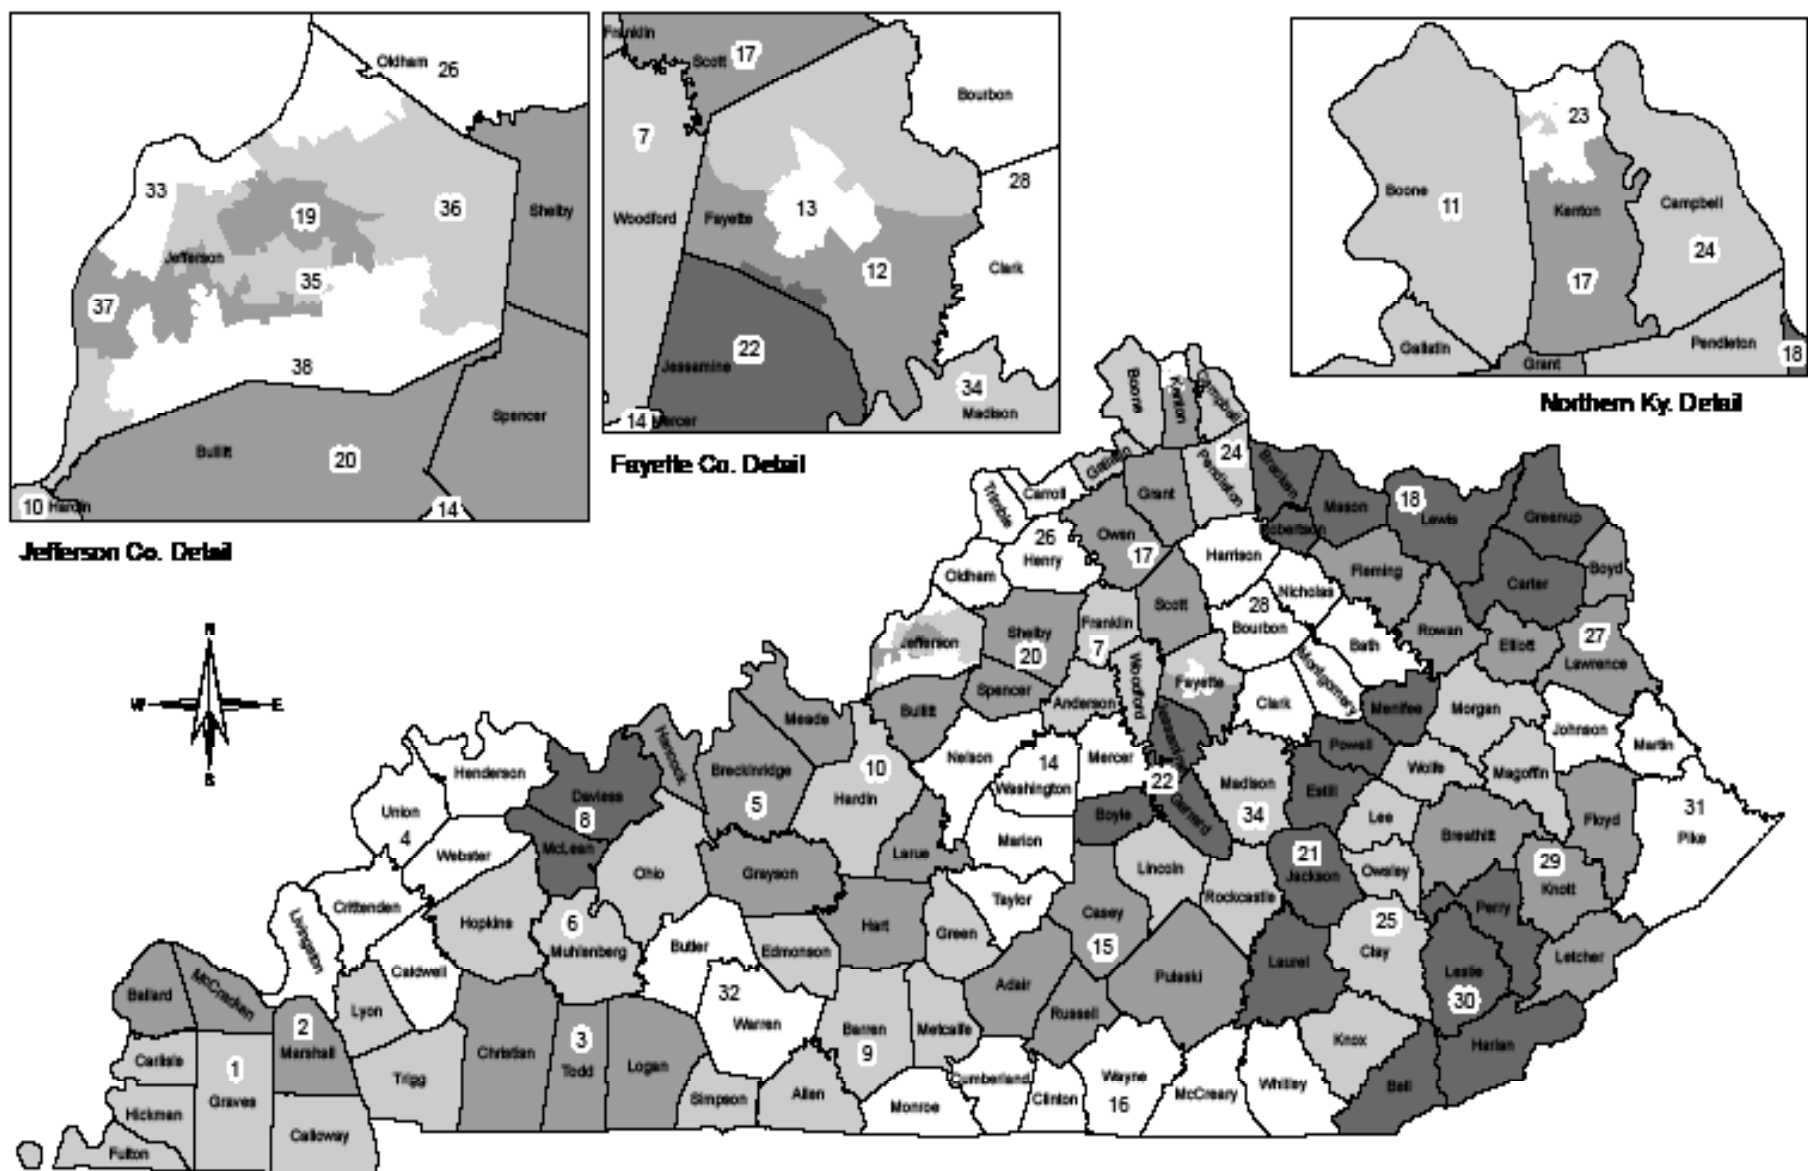 Oldham 26
33
19
36
Shelby
Jefferson
35
37
38
Spencer
Bullitt
20
10 Hardin
14
Jefferson Co. Detail
Franklin
Scott 17
Bourbon
7
28
Woodford
Fayette
13
Clark
12
22
Jessamine
34
Madison
14 Mercer
Fayette Co. Detail
23
Boone
11
Kenton
Campbell
24
17
Gallatin
Grant
Pendleton
18
Northern Ky. Detail
N
W E
S
Boone
Kenton
Campbell
Gallatin
24
Pendleton
Bracken
Trimble
Carroll
Grant
Mason
18
Lewis
Greenup
Robertson
26
Henry
Owen
17
Harrison
Oldham
Fleming
Carter
Boyd
Nicholas
Scott
28
Bourbon
Jefferson
Shelby
20
Franklin
7
Bath
Rowan
Elliott
27
Lawrence
Woodford
Fayette
Montgomery
Spencer
Anderson
Clark
Menifee
Morgan
Bullitt
Meade
Hancock
Jessamine
Johnson
Martin
Nelson
14
Washington
Mercer
Powell
Wolfe
Magoffin
Henderson
Breckinridge
5
10
Hardin
22
Garrard
Madison
34
Estill
Daviess
8
Union
4
Boyle
Lee
Breathitt
Floyd
31
Pike
Webster
McLean
Larue
Marion
21
Jackson
29
Knott
Ohio
Grayson
Lincoln
Rockcastle
Owsley
Crittenden
Livingston
Taylor
Casey
15
Perry
Hopkins
6
Muhlenberg
Hart
Green
25
Clay
Butler
Edmonson
Letcher
Caldwell
Laurel
Leslie
30
Ballard
McCracken
Adair
Pulaski
32
Warren
Lyon
Russell
2
Marshall
Barren
9
Metcalfe
Knox
Harlan
Carlisle
1
Graves
Christian
3
Todd
Logan
Trigg
Cumberland
Wayne
16
McCreary
Whitley
Bell
Simpson
Allen
Monroe
Clinton
Hickman
Calloway
Fulton